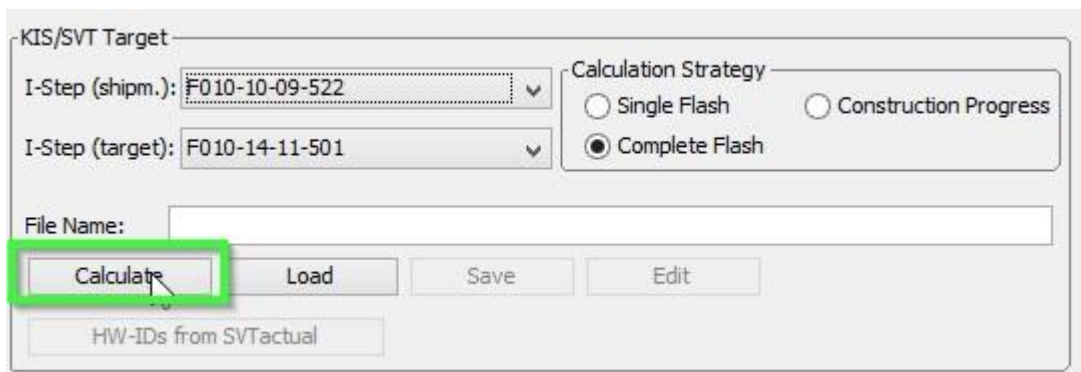 KIS/SVT Target
I-Step (shipm.): F010-10-09-522
Calculation Strategy
Single Flash Construction Progress
I-Step (target): F010-14-11-501
Complete Flash
File Name:
Calculate Load Save Edit
HW-IDs from SVTactual